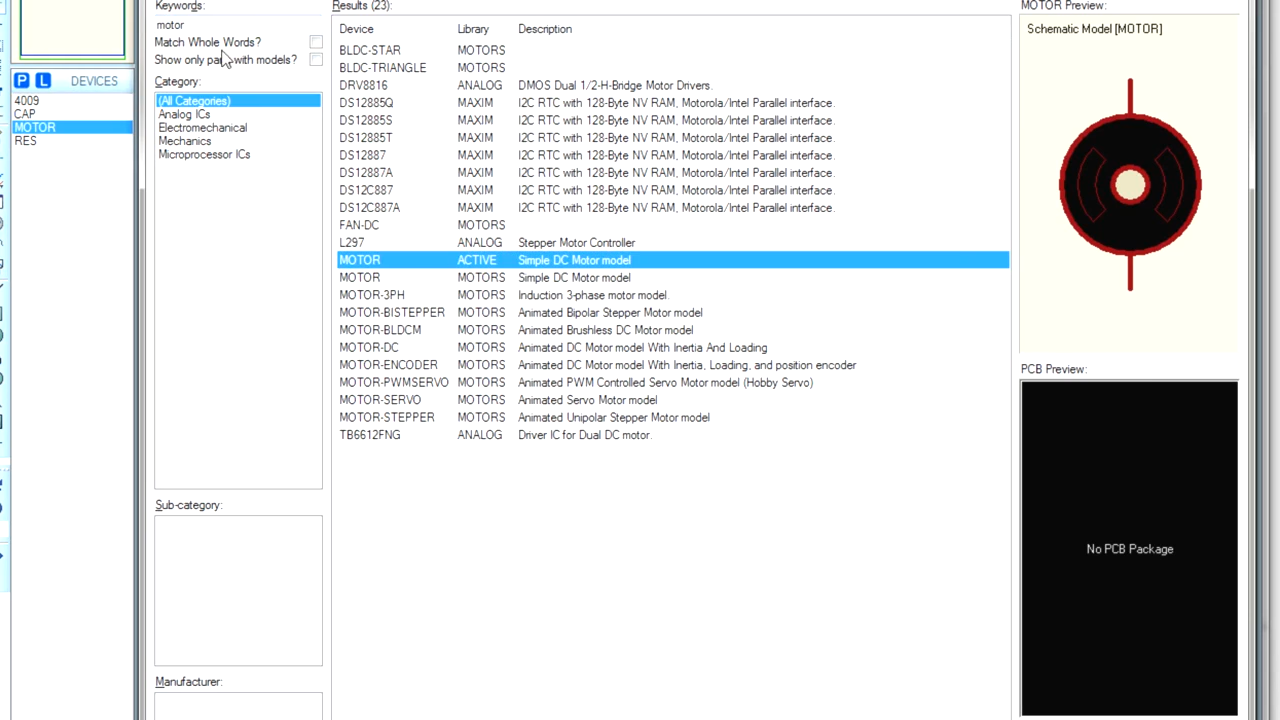 Keywords:
motor
Match Whole Words?
Show only parts with models?
Category:
(All Categories)
Analog ICs
Electromechanical
Mechanics
Microprocessor ICs
Sub-category:
Manufacturer:
P L DEVICES
4009
CAP
MOTOR
RES
Results (23):
Device Library Description
BLDC-STAR MOTORS
BLDC-TRIANGLE MOTORS
DRV8816 ANALOG DMOS Dual 1/2-H-Bridge Motor Drivers.
DS12885Q MAXIM I2C RTC with 128-Byte NV RAM, Motorola/Intel Parallel interface.
DS12885S MAXIM I2C RTC with 128-Byte NV RAM, Motorola/Intel Parallel interface.
DS12885T MAXIM I2C RTC with 128-Byte NV RAM, Motorola/Intel Parallel interface.
DS12887 MAXIM I2C RTC with 128-Byte NV RAM, Motorola/Intel Parallel interface.
DS12887A MAXIM I2C RTC with 128-Byte NV RAM, Motorola/Intel Parallel interface.
DS12C887 MAXIM I2C RTC with 128-Byte NV RAM, Motorola/Intel Parallel interface.
DS12C887A MAXIM I2C RTC with 128-Byte NV RAM, Motorola/Intel Parallel interface.
FAN-DC MOTORS
L297 ANALOG Stepper Motor Controller
MOTOR ACTIVE Simple DC Motor model
MOTOR MOTORS Simple DC Motor model
MOTOR-3PH MOTORS Induction 3-phase motor model.
MOTOR-BISTEPPER MOTORS Animated Bipolar Stepper Motor model
MOTOR-BLDCM MOTORS Animated Brushless DC Motor model
MOTOR-DC MOTORS Animated DC Motor model With Inertia And Loading
MOTOR-ENCODER MOTORS Animated DC Motor model With Inertia, Loading, and position encoder
MOTOR-PWMSERVO MOTORS Animated PWM Controlled Servo Motor model (Hobby Servo)
MOTOR-SERVO MOTORS Animated Servo Motor model
MOTOR-STEPPER MOTORS Animated Unipolar Stepper Motor model
TB6612FNG ANALOG Driver IC for Dual DC motor.
MOTOR Preview:
Schematic Model [MOTOR]
PCB Preview:
No PCB Package